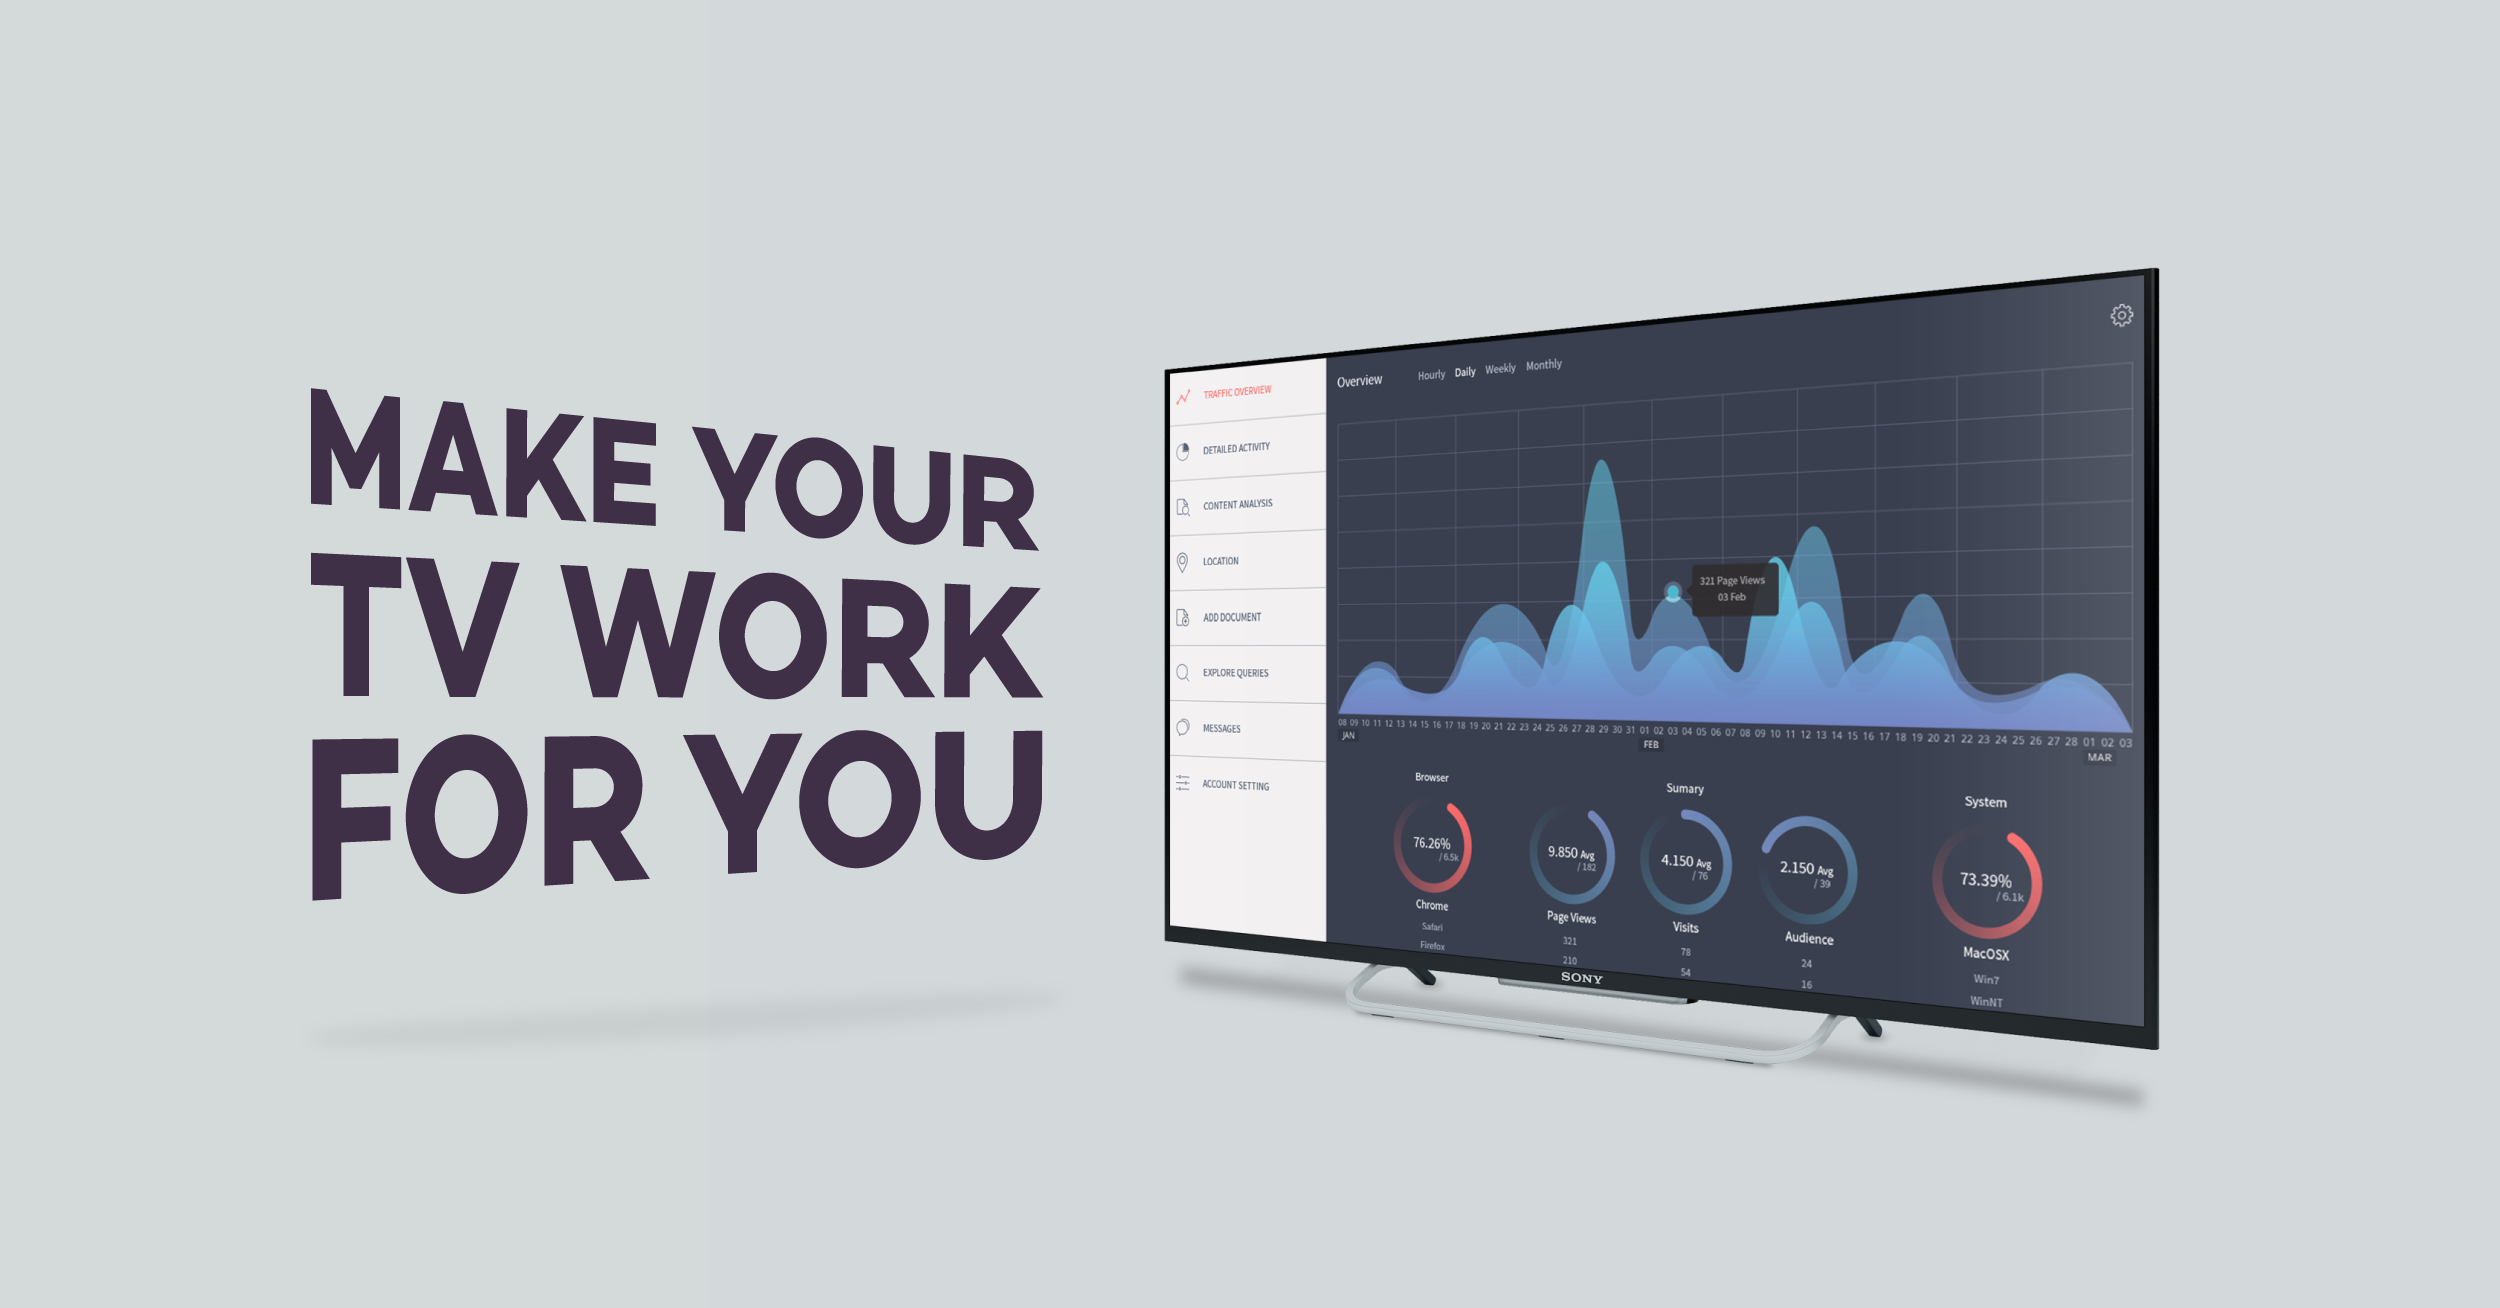 MAKE YOUR
TV WORK
FOR YOU
TRAFFIC OVERVIEW
DETAILED ACTIVITY
CONTENT ANALYSIS
LOCATION
ADD DOCUMENT
EXPLORE QUERIES
MESSAGES
ACCOUNT SETTING
Overview Hourly Daily Weekly Monthly
321 Page Views
03 Feb
08 09 10 11 12 13 14 15 16 17 18 19 20 21 22 23 24 25 26 27 28 29 30 31 01 02 03 04 05 06 07 08 09 10 11 12 13 14 15 16 17 18 19 20 21 22 23 24 25 26 27 28 01 02 03
JAN FEB MAR
Browser
76.26%
/ 6.5k
Chrome
Safari
Firefox
Sumary
9.850 Avg
/ 182
Page Views
321
210
4.150 Avg
/ 76
Visits
78
54
2.150 Avg
/ 39
Audience
24
16
System
73.39%
/ 6.1k
MacOSX
Win7
WinNT
SONY